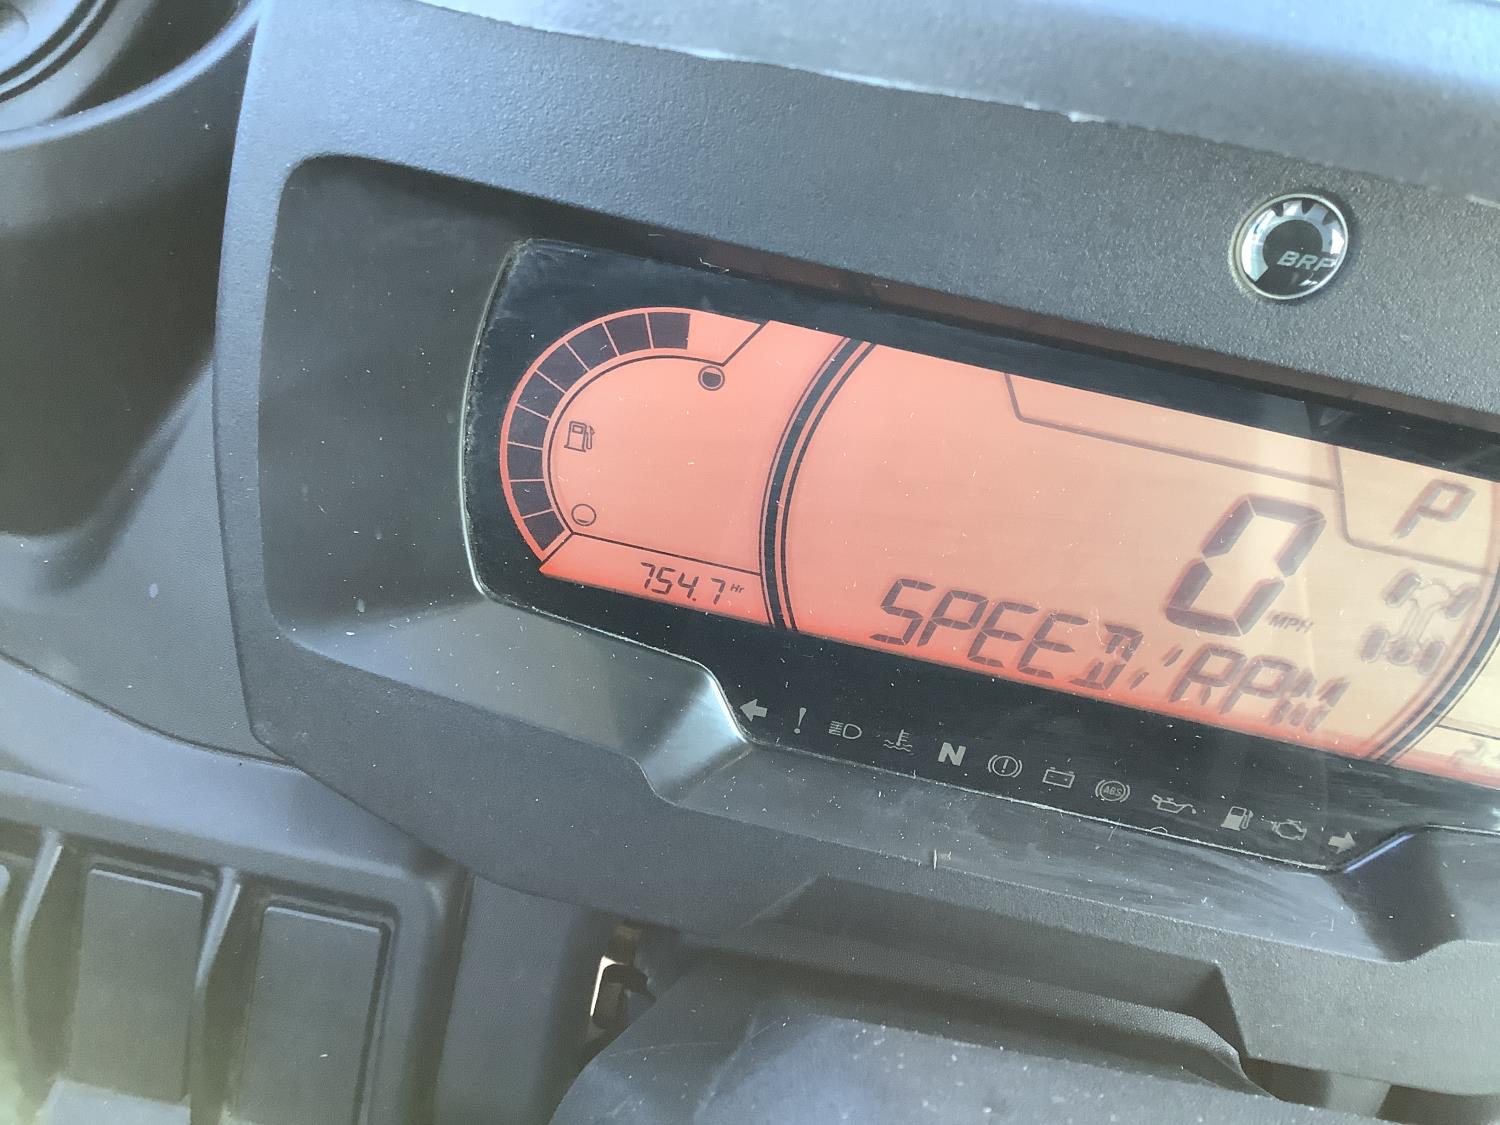 BRP
P
0 MPH
754.7 Hr
SPEED/RPM
! N ABS